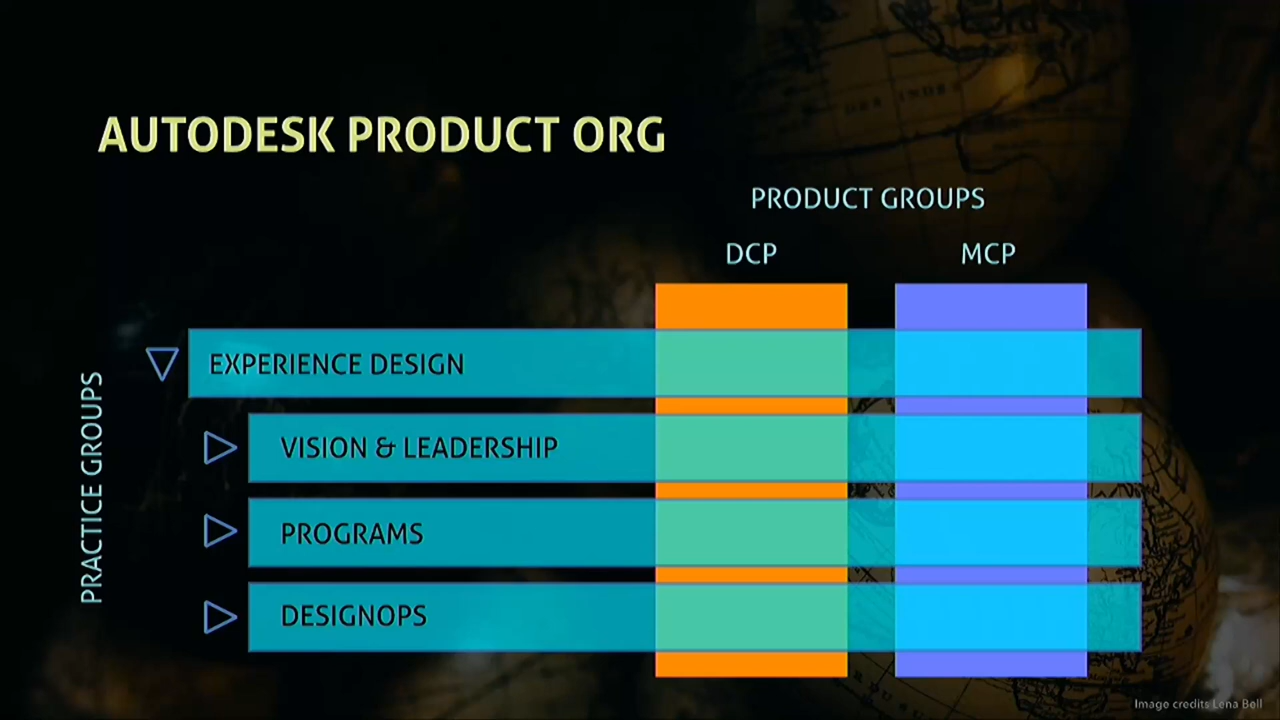 AUTODESK PRODUCT ORG
PRODUCT GROUPS
DCP
MCP
PRACTICE GROUPS
EXPERIENCE DESIGN
VISION & LEADERSHIP
PROGRAMS
DESIGNOPS
Image credits Lena Bell